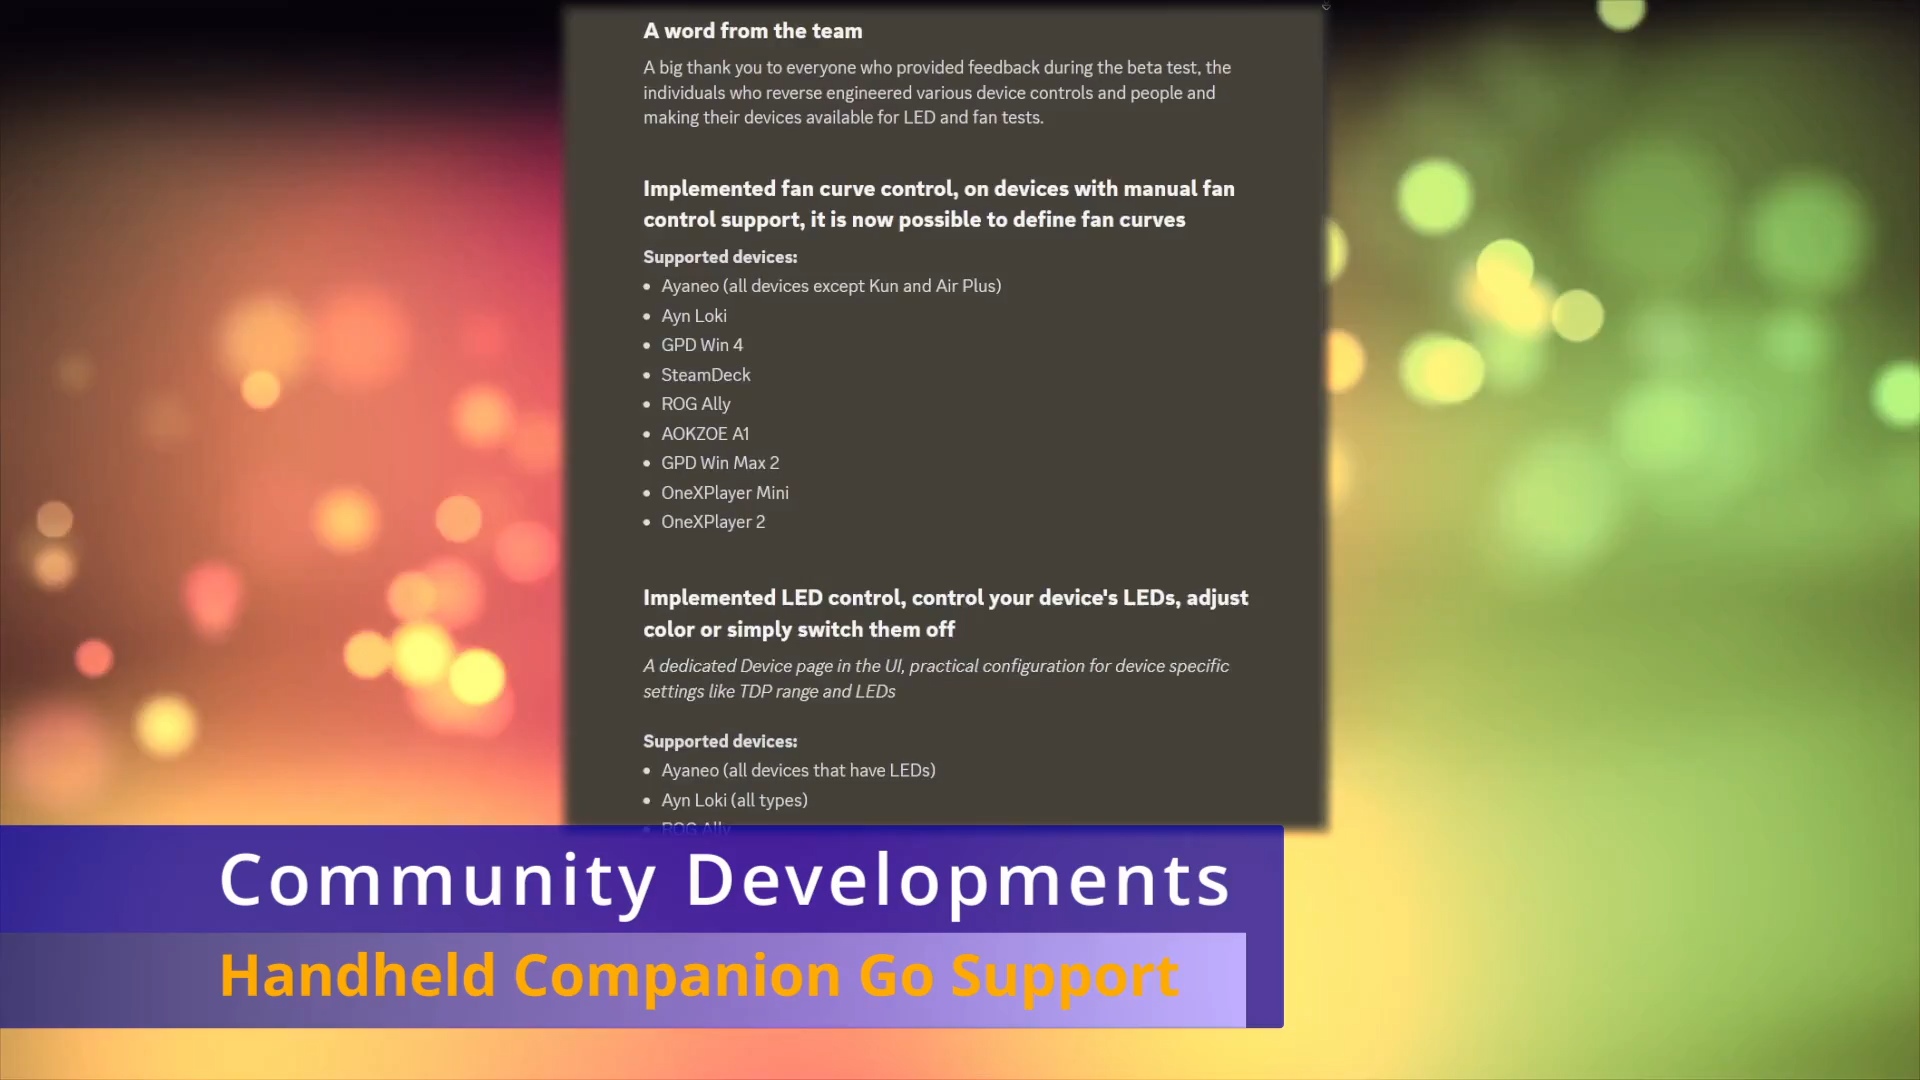 A word from the team
A big thank you to everyone who provided feedback during the beta test, the
individuals who reverse engineered various device controls and people and
making their devices available for LED and fan tests.
Implemented fan curve control, on devices with manual fan
control support, it is now possible to define fan curves
Supported devices:
• Ayaneo (all devices except Kun and Air Plus)
• Ayn Loki
• GPD Win 4
• SteamDeck
• ROG Ally
• AOKZOE A1
• GPD Win Max 2
• OneXPlayer Mini
• OneXPlayer 2
Implemented LED control, control your device's LEDs, adjust
color or simply switch them off
A dedicated Device page in the UI, practical configuration for device specific
settings like TDP range and LEDs
Supported devices:
• Ayaneo (all devices that have LEDs)
• Ayn Loki (all types)
• ROG Ally
Community Developments
Handheld Companion Go Support